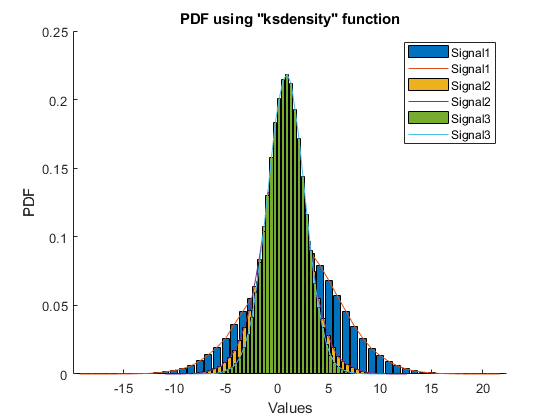 PDF using "ksdensity" function
0.25
0.2
0.15
0.1
0.05
0
PDF
Signal1
Signal1
Signal2
Signal2
Signal3
Signal3
-15
-10
-5
0
5
10
15
20
Values